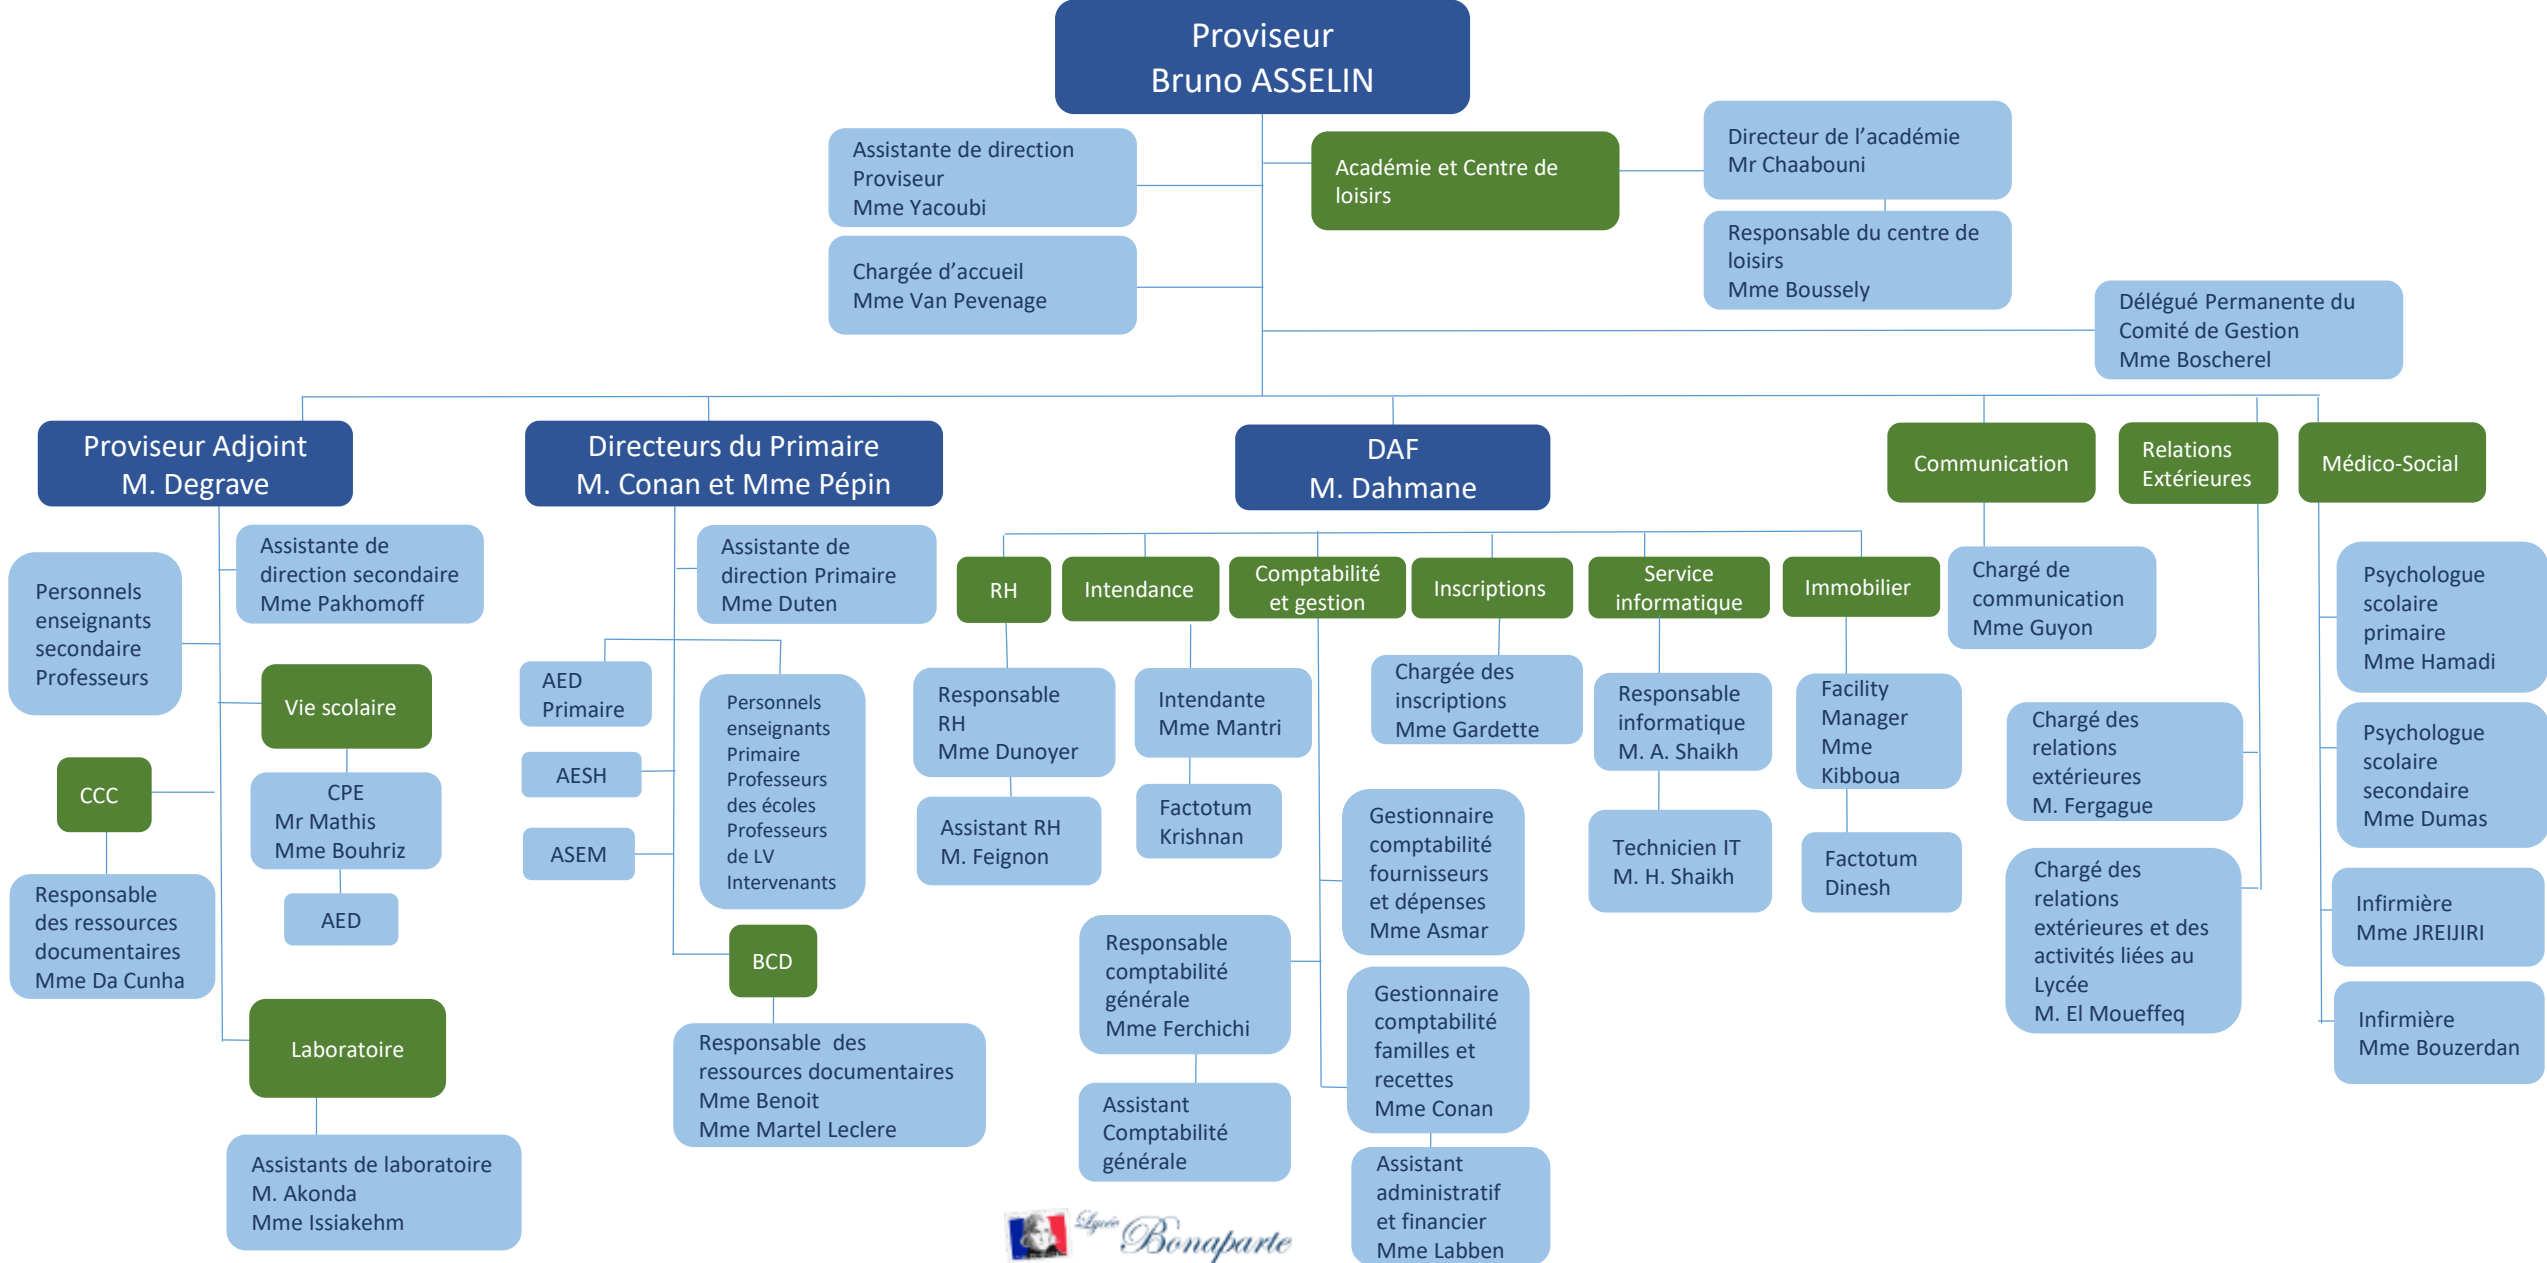 Proviseur
Bruno ASSELIN
Assistante de direction
Proviseur
Mme Yacoubi
Académie et Centre de
loisirs
Directeur de l’académie
Mr Chaabouni
Chargée d’accueil
Mme Van Pevenage
Responsable du centre de
loisirs
Mme Boussely
Délégué Permanente du
Comité de Gestion
Mme Boscherel
Proviseur Adjoint
M. Degrave
Directeurs du Primaire
M. Conan et Mme Pépin
DAF
M. Dahmane
Communication
Relations
Extérieures
Médico-Social
Personnels
enseignants
secondaire
Professeurs
Assistante de
direction secondaire
Mme Pakhomoff
Vie scolaire
CCC
CPE
Mr Mathis
Mme Bouhriz
AED
Responsable
des ressources
documentaires
Mme Da Cunha
Laboratoire
Assistants de laboratoire
M. Akonda
Mme Issiakehm
Assistante de
direction Primaire
Mme Duten
AED
Primaire
AESH
ASEM
Personnels
enseignants
Primaire
Professeurs
des écoles
Professeurs
de LV
Intervenants
BCD
Responsable  des
ressources documentaires
Mme Benoit
Mme Martel Leclere
RH
Intendance
Comptabilité
et gestion
Inscriptions
Service
informatique
Immobilier
Responsable
RH
Mme Dunoyer
Assistant RH
M. Feignon
Intendante
Mme Mantri
Factotum
Krishnan
Chargée des
inscriptions
Mme Gardette
Responsable
informatique
M. A. Shaikh
Technicien IT
M. H. Shaikh
Facility
Manager
Mme
Kibboua
Factotum
Dinesh
Gestionnaire
comptabilité
fournisseurs
et dépenses
Mme Asmar
Responsable
comptabilité
générale
Mme Ferchichi
Assistant
Comptabilité
générale
Gestionnaire
comptabilité
familles et
recettes
Mme Conan
Assistant
administratif
et financier
Mme Labben
Chargé de
communication
Mme Guyon
Chargé des
relations
extérieures
M. Fergague
Chargé des
relations
extérieures et des
activités liées au
Lycée
M. El Moueffeq
Psychologue
scolaire
primaire
Mme Hamadi
Psychologue
scolaire
secondaire
Mme Dumas
Infirmière
Mme JREIJIRI
Infirmière
Mme Bouzerdan
Lycée Bonaparte